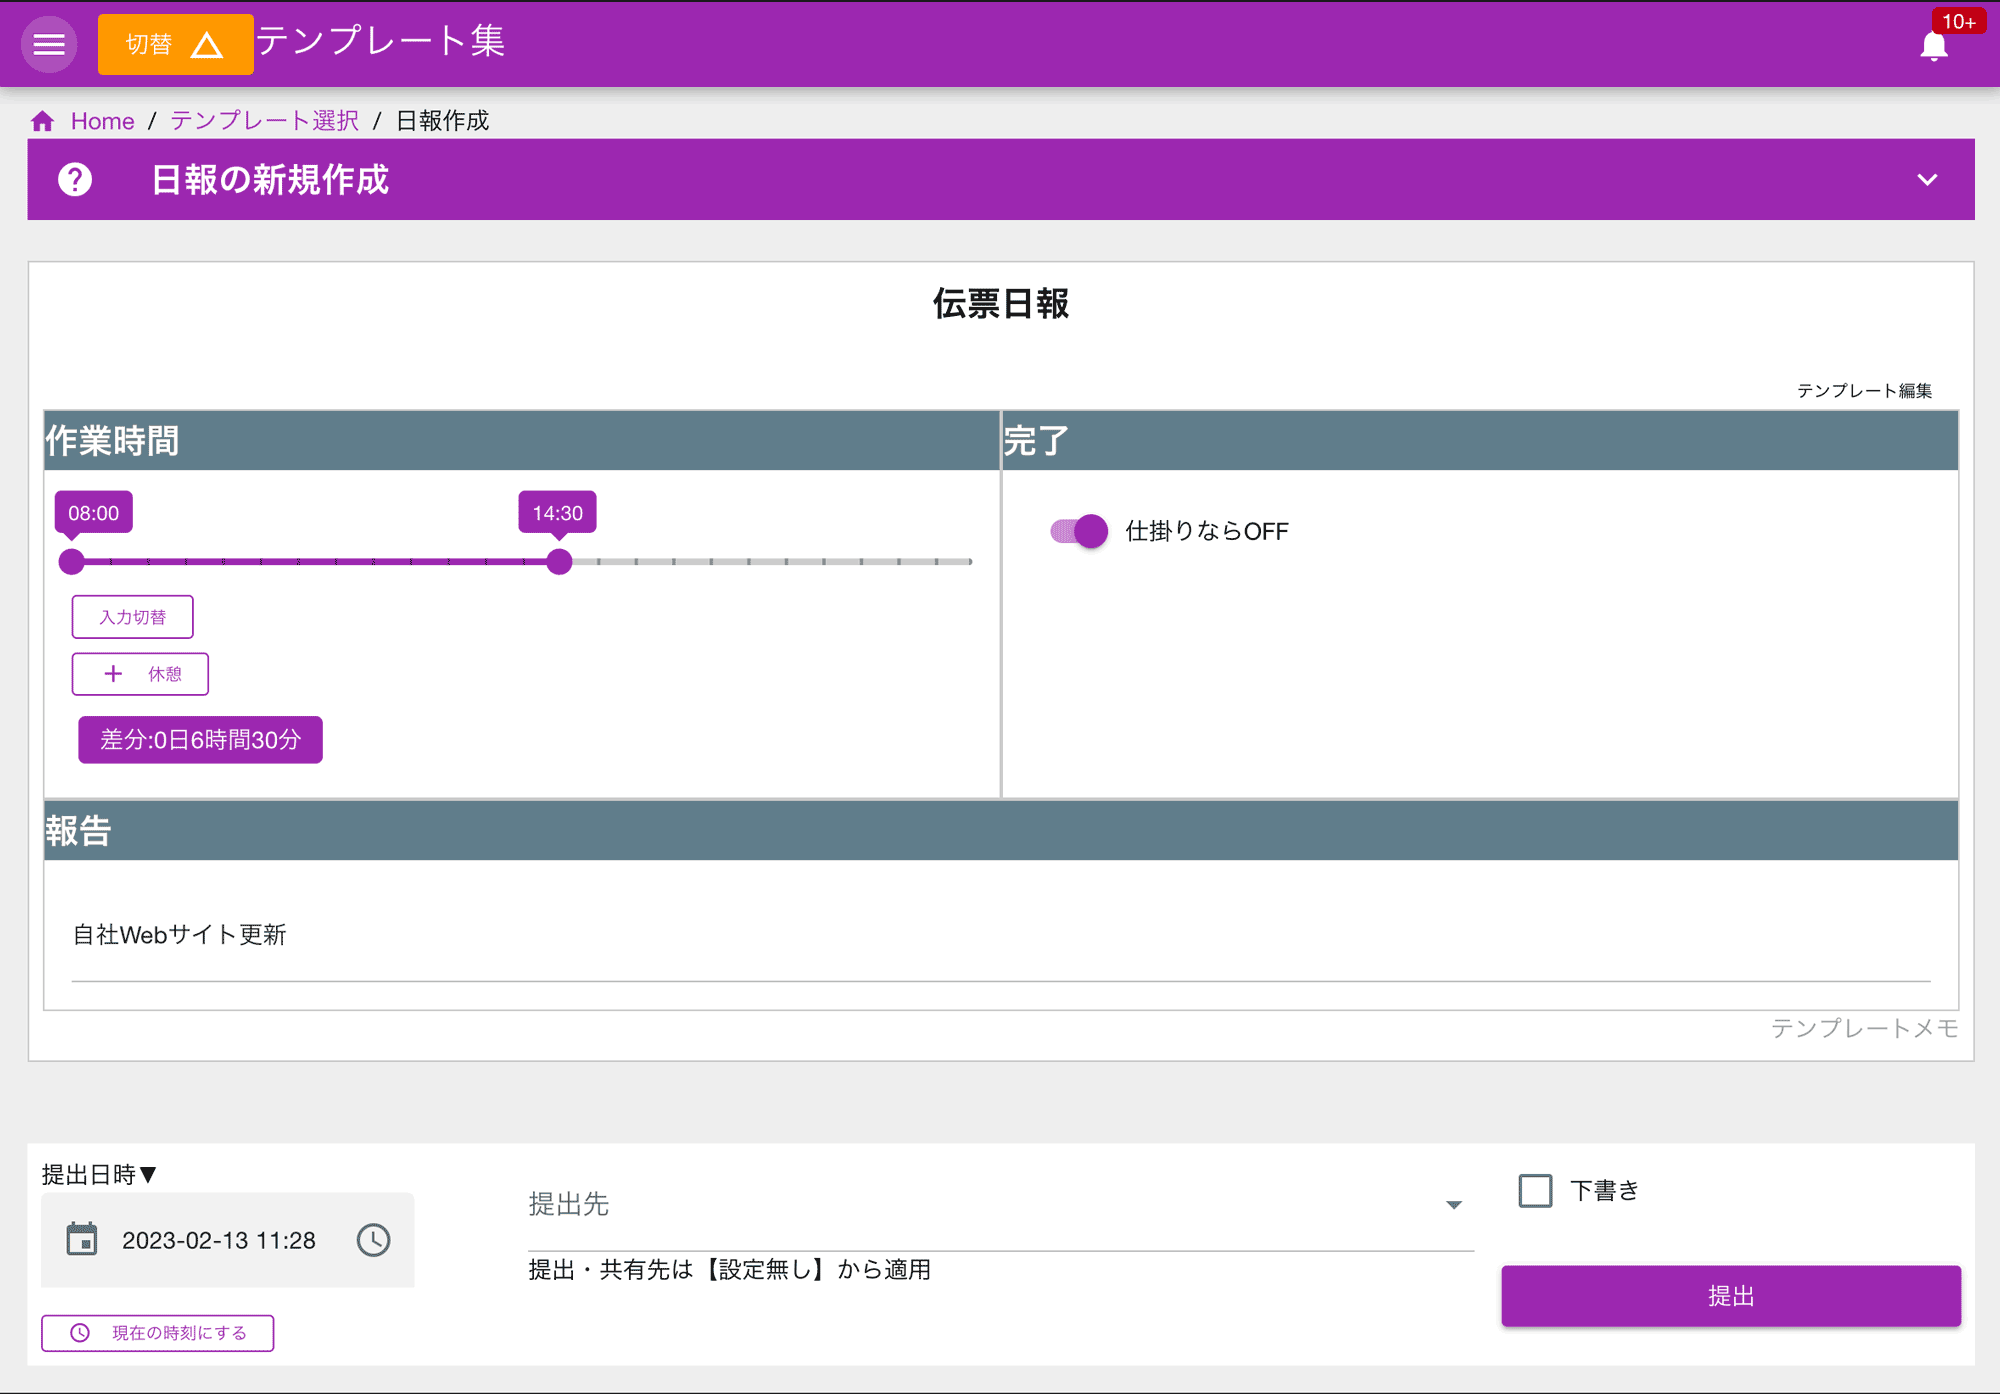 切替 テンプレート集
10+
Home / テンプレート選択 / 日報作成
日報の新規作成
伝票日報
テンプレート編集
作業時間
完了
08:00
14:30
仕掛りならOFF
入力切替
休憩
差分:0日6時間30分
報告
自社Webサイト更新
テンプレートメモ
提出日時▼
2023-02-13 11:28
現在の時刻にする
提出先
提出・共有先は【設定無し】から適用
下書き
提出